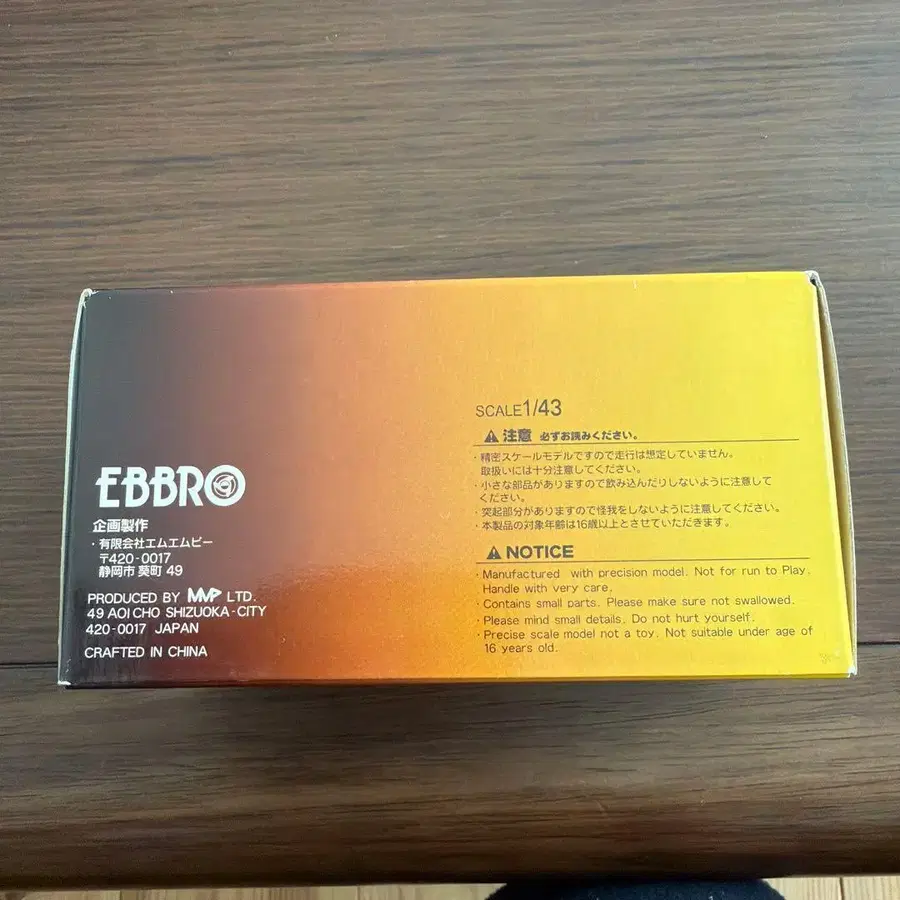 EBBRO
企画製作
・有限会社エムエムピー
〒420-0017
静岡市 葵町 49
PRODUCED BY MMP LTD.
49 AOI CHO SHIZUOKA-CITY
420-0017 JAPAN
CRAFTED IN CHINA
SCALE1/43
⚠注意 必ずお読みください。
・精密スケールモデルですので走行は想定していません。
取扱いには十分注意してください。
・小さな部品がありますので飲み込んだりしないように注意して
ください。
・突起部分がありますので怪我をしないように注意してください。
・本製品の対象年齢は16歳以上とさせていただきます。
⚠ NOTICE
・Manufactured with precision model. Not for run to Play.
Handle with very care.
・Contains small parts. Please make sure not swallowed.
・Please mind small details. Do not hurt yourself.
・Precise scale model not a toy. Not suitable under age of
16 years old.